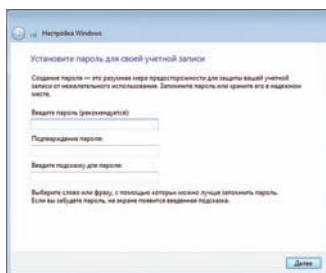 Настройка Windows
Установите пароль для своей учетной записи
Создание пароля — это разумная мера предосторожности для защиты вашей учетной
записи от нежелательного использования. Запомните пароль или храните его в надежном
месте.
Введите пароль (рекомендуется):
Подтверждение пароля:
Введите подсказку для пароля:
Выберите слово или фразу, с помощью которых можно лучше запомнить пароль.
Если вы забудете пароль, на экране появится введенная подсказка.
Далее